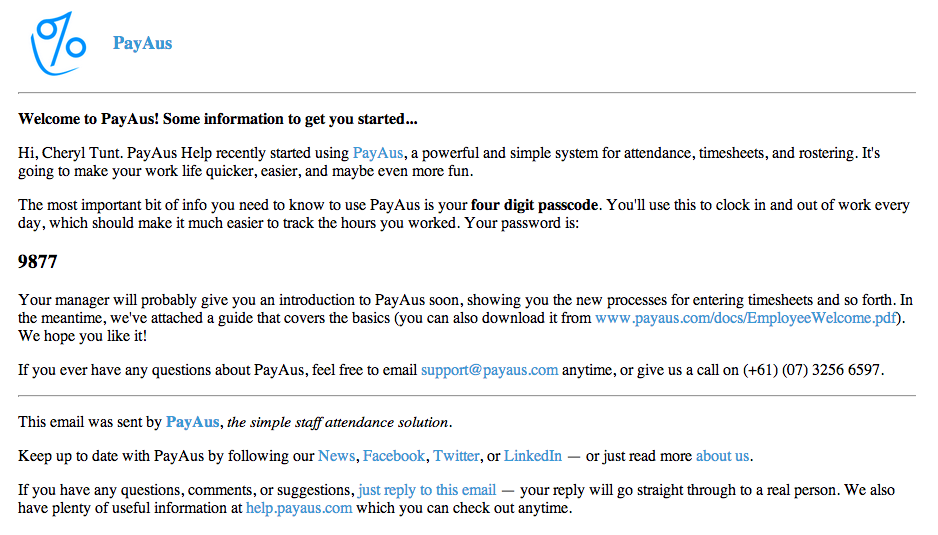 PayAus
Welcome to PayAus! Some information to get you started...
Hi, Cheryl Tunt. PayAus Help recently started using PayAus, a powerful and simple system for attendance, timesheets, and rostering. It's
going to make your work life quicker, easier, and maybe even more fun.
The most important bit of info you need to know to use PayAus is your four digit passcode. You'll use this to clock in and out of work every
day, which should make it much easier to track the hours you worked. Your password is:
9877
Your manager will probably give you an introduction to PayAus soon, showing you the new processes for entering timesheets and so forth. In
the meantime, we've attached a guide that covers the basics (you can also download it from www.payaus.com/docs/EmployeeWelcome.pdf).
We hope you like it!
If you ever have any questions about PayAus, feel free to email support@payaus.com anytime, or give us a call on (+61) (07) 3256 6597.
This email was sent by PayAus, the simple staff attendance solution.
Keep up to date with PayAus by following our News, Facebook, Twitter, or LinkedIn — or just read more about us.
If you have any questions, comments, or suggestions, just reply to this email — your reply will go straight through to a real person. We also
have plenty of useful information at help.payaus.com which you can check out anytime.